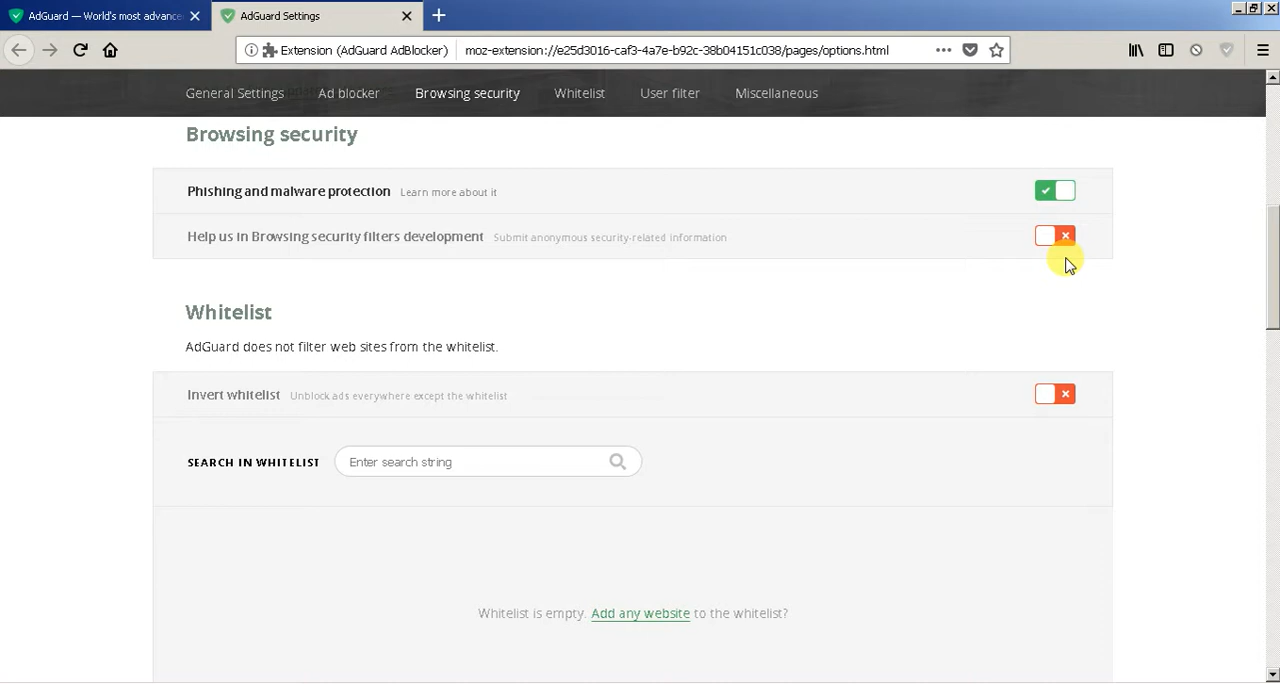 AdGuard — World's most advance
AdGuard Settings
Extension (AdGuard AdBlocker)
moz-extension://e25d3016-caf3-4a7e-b92c-38b04151c038/pages/options.html
General Settings
Ad blocker
Browsing security
Whitelist
User filter
Miscellaneous
Browsing security
Phishing and malware protection Learn more about it
Help us in Browsing security filters development Submit anonymous security-related information
Whitelist
AdGuard does not filter web sites from the whitelist.
Invert whitelist Unblock ads everywhere except the whitelist
SEARCH IN WHITELIST Enter search string
Whitelist is empty. Add any website to the whitelist?